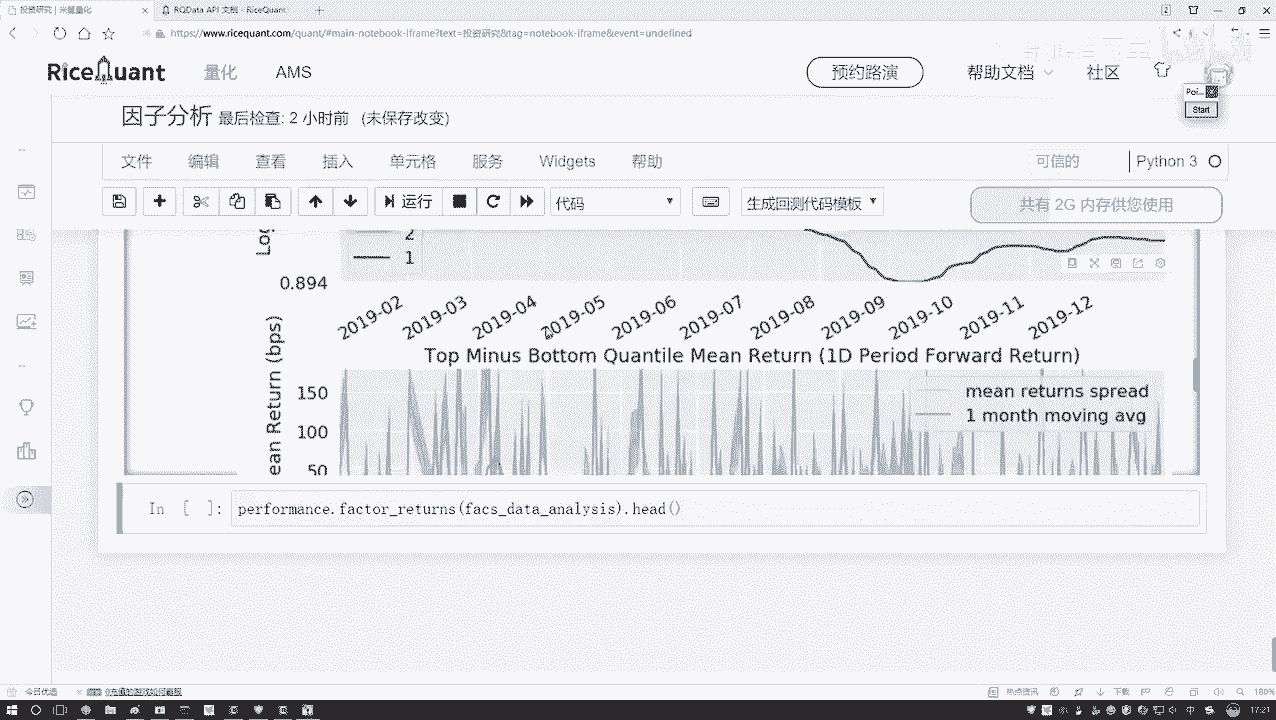 投资研究 | 米筐量化
RQData API 文档 - RiceQuant
https://www.ricequant.com/quant/#main-notebook-iframe?text=投资研究&tag=notebook-iframe&event=undefined
RiceQuant 量化 AMS 预约路演 帮助文档 社区
Poi...
Start
因子分析 最后检查: 2 小时前 (未保存改变)
文件 编辑 查看 插入 单元格 服务 Widgets 帮助 可信的 Python 3
运行 代码 生成回测代码模板 共有 2G 内存供您使用
2
1
0.894
2019-02 2019-03 2019-04 2019-05 2019-06 2019-07 2019-08 2019-09 2019-10 2019-11 2019-12
Top Minus Bottom Quantile Mean Return (1D Period Forward Return)
ean Return (bps)
150
100
50
mean returns spread
1 month moving avg
In [ ]: performance.factor_returns(facs_data_analysis).head()
今日优选
热点资讯 下载 180%
17:21